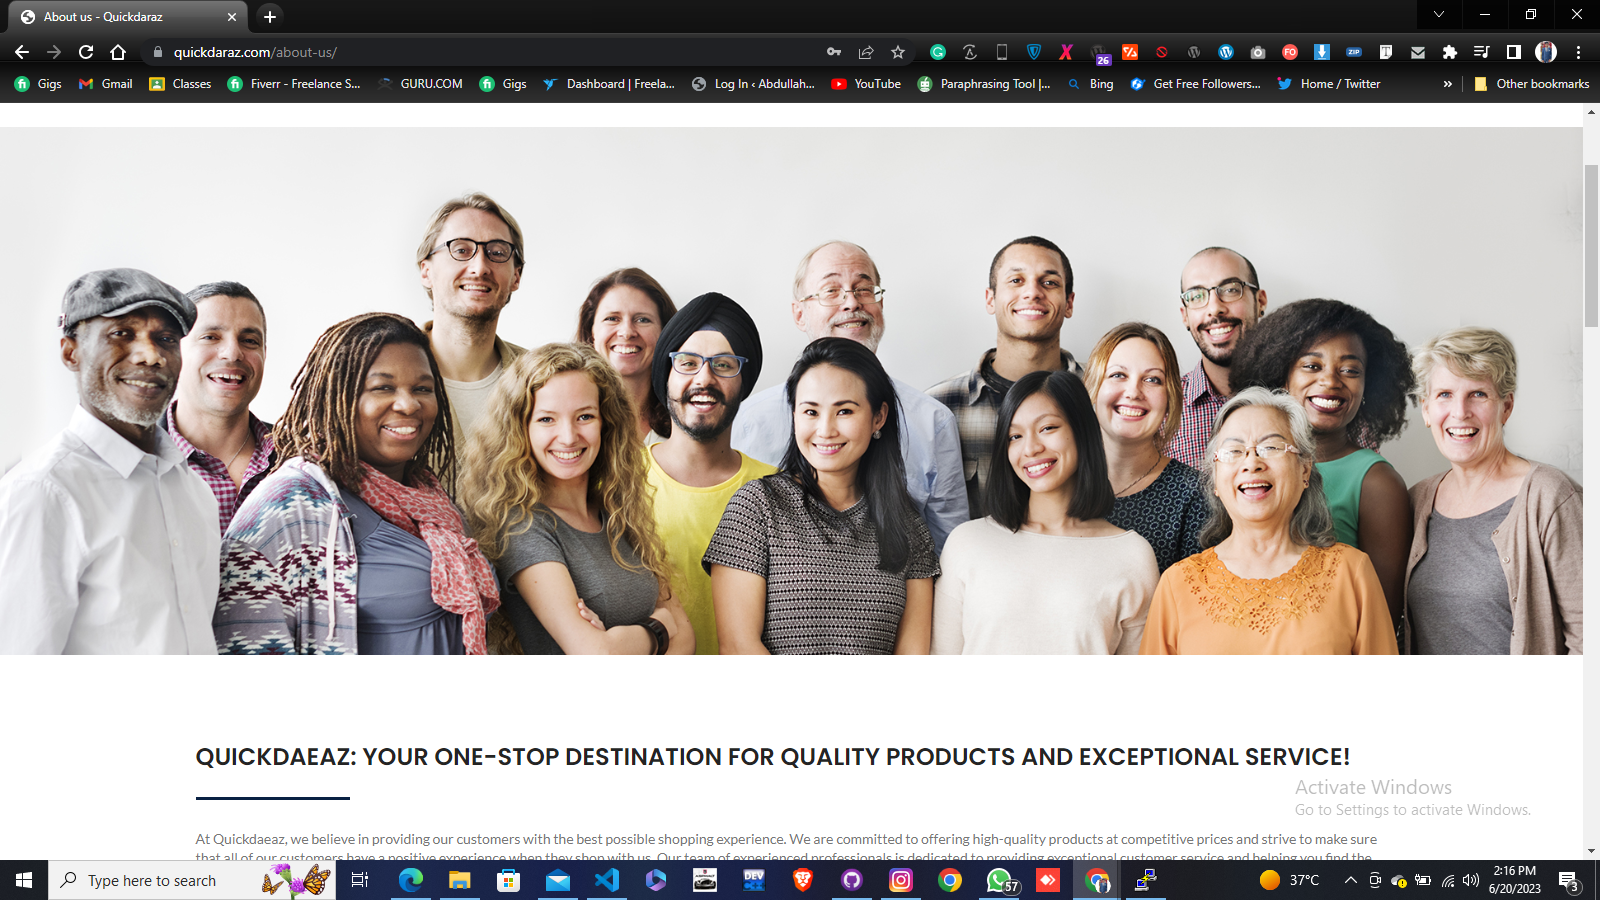 About us - Quickdaraz
quickdaraz.com/about-us/
26
FO
ZIP
Gigs
Gmail
Classes
Fiverr - Freelance S...
GURU.COM
Gigs
Dashboard | Freela...
Log In ‹ Abdullah...
YouTube
Paraphrasing Tool |...
Bing
Get Free Followers...
Home / Twitter
»
Other bookmarks
QUICKDAEAZ: YOUR ONE-STOP DESTINATION FOR QUALITY PRODUCTS AND EXCEPTIONAL SERVICE!
Activate Windows
Go to Settings to activate Windows.
At Quickdaeaz, we believe in providing our customers with the best possible shopping experience. We are committed to offering high-quality products at competitive prices and strive to make sure
that all of our customers have a positive experience when they shop with us. Our team of experienced professionals is dedicated to providing exceptional customer service and helping you find the
Type here to search
DEV
57
37°C
2:16 PM
6/20/2023
3